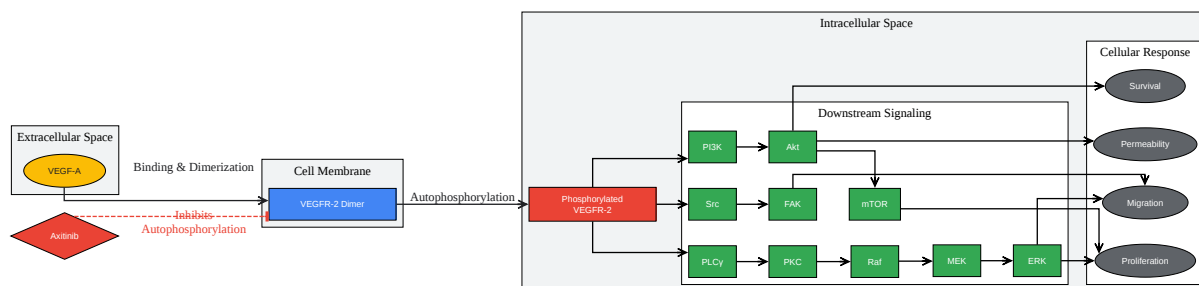 Intracellular Space
Cellular Response
Survival
Downstream Signaling
Extracellular Space
Binding & Dimerization
PI3K
Akt
Permeability
VEGF-A
Cell Membrane
Autophosphorylation
VEGFR-2 Dimer
Phosphorylated
VEGFR-2
Src
FAK
mTOR
Migration
Inhibits
Autophosphorylation
Axitinib
PLCγ
PKC
Raf
MEK
ERK
Proliferation